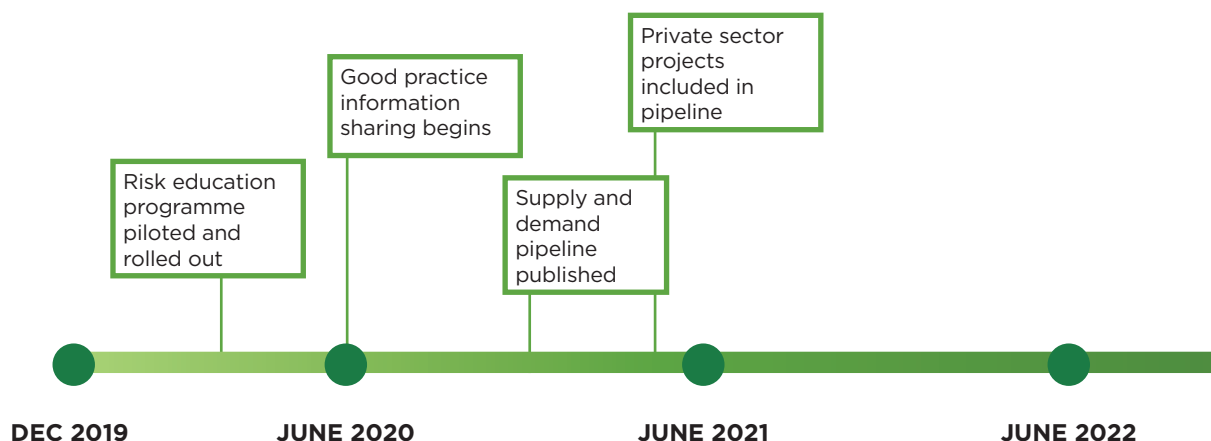 Risk education
programme
piloted and
rolled out
Good practice
information
sharing begins
Supply and
demand
pipeline
published
Private sector
projects
included in
pipeline
DEC 2019
JUNE 2020
JUNE 2021
JUNE 2022